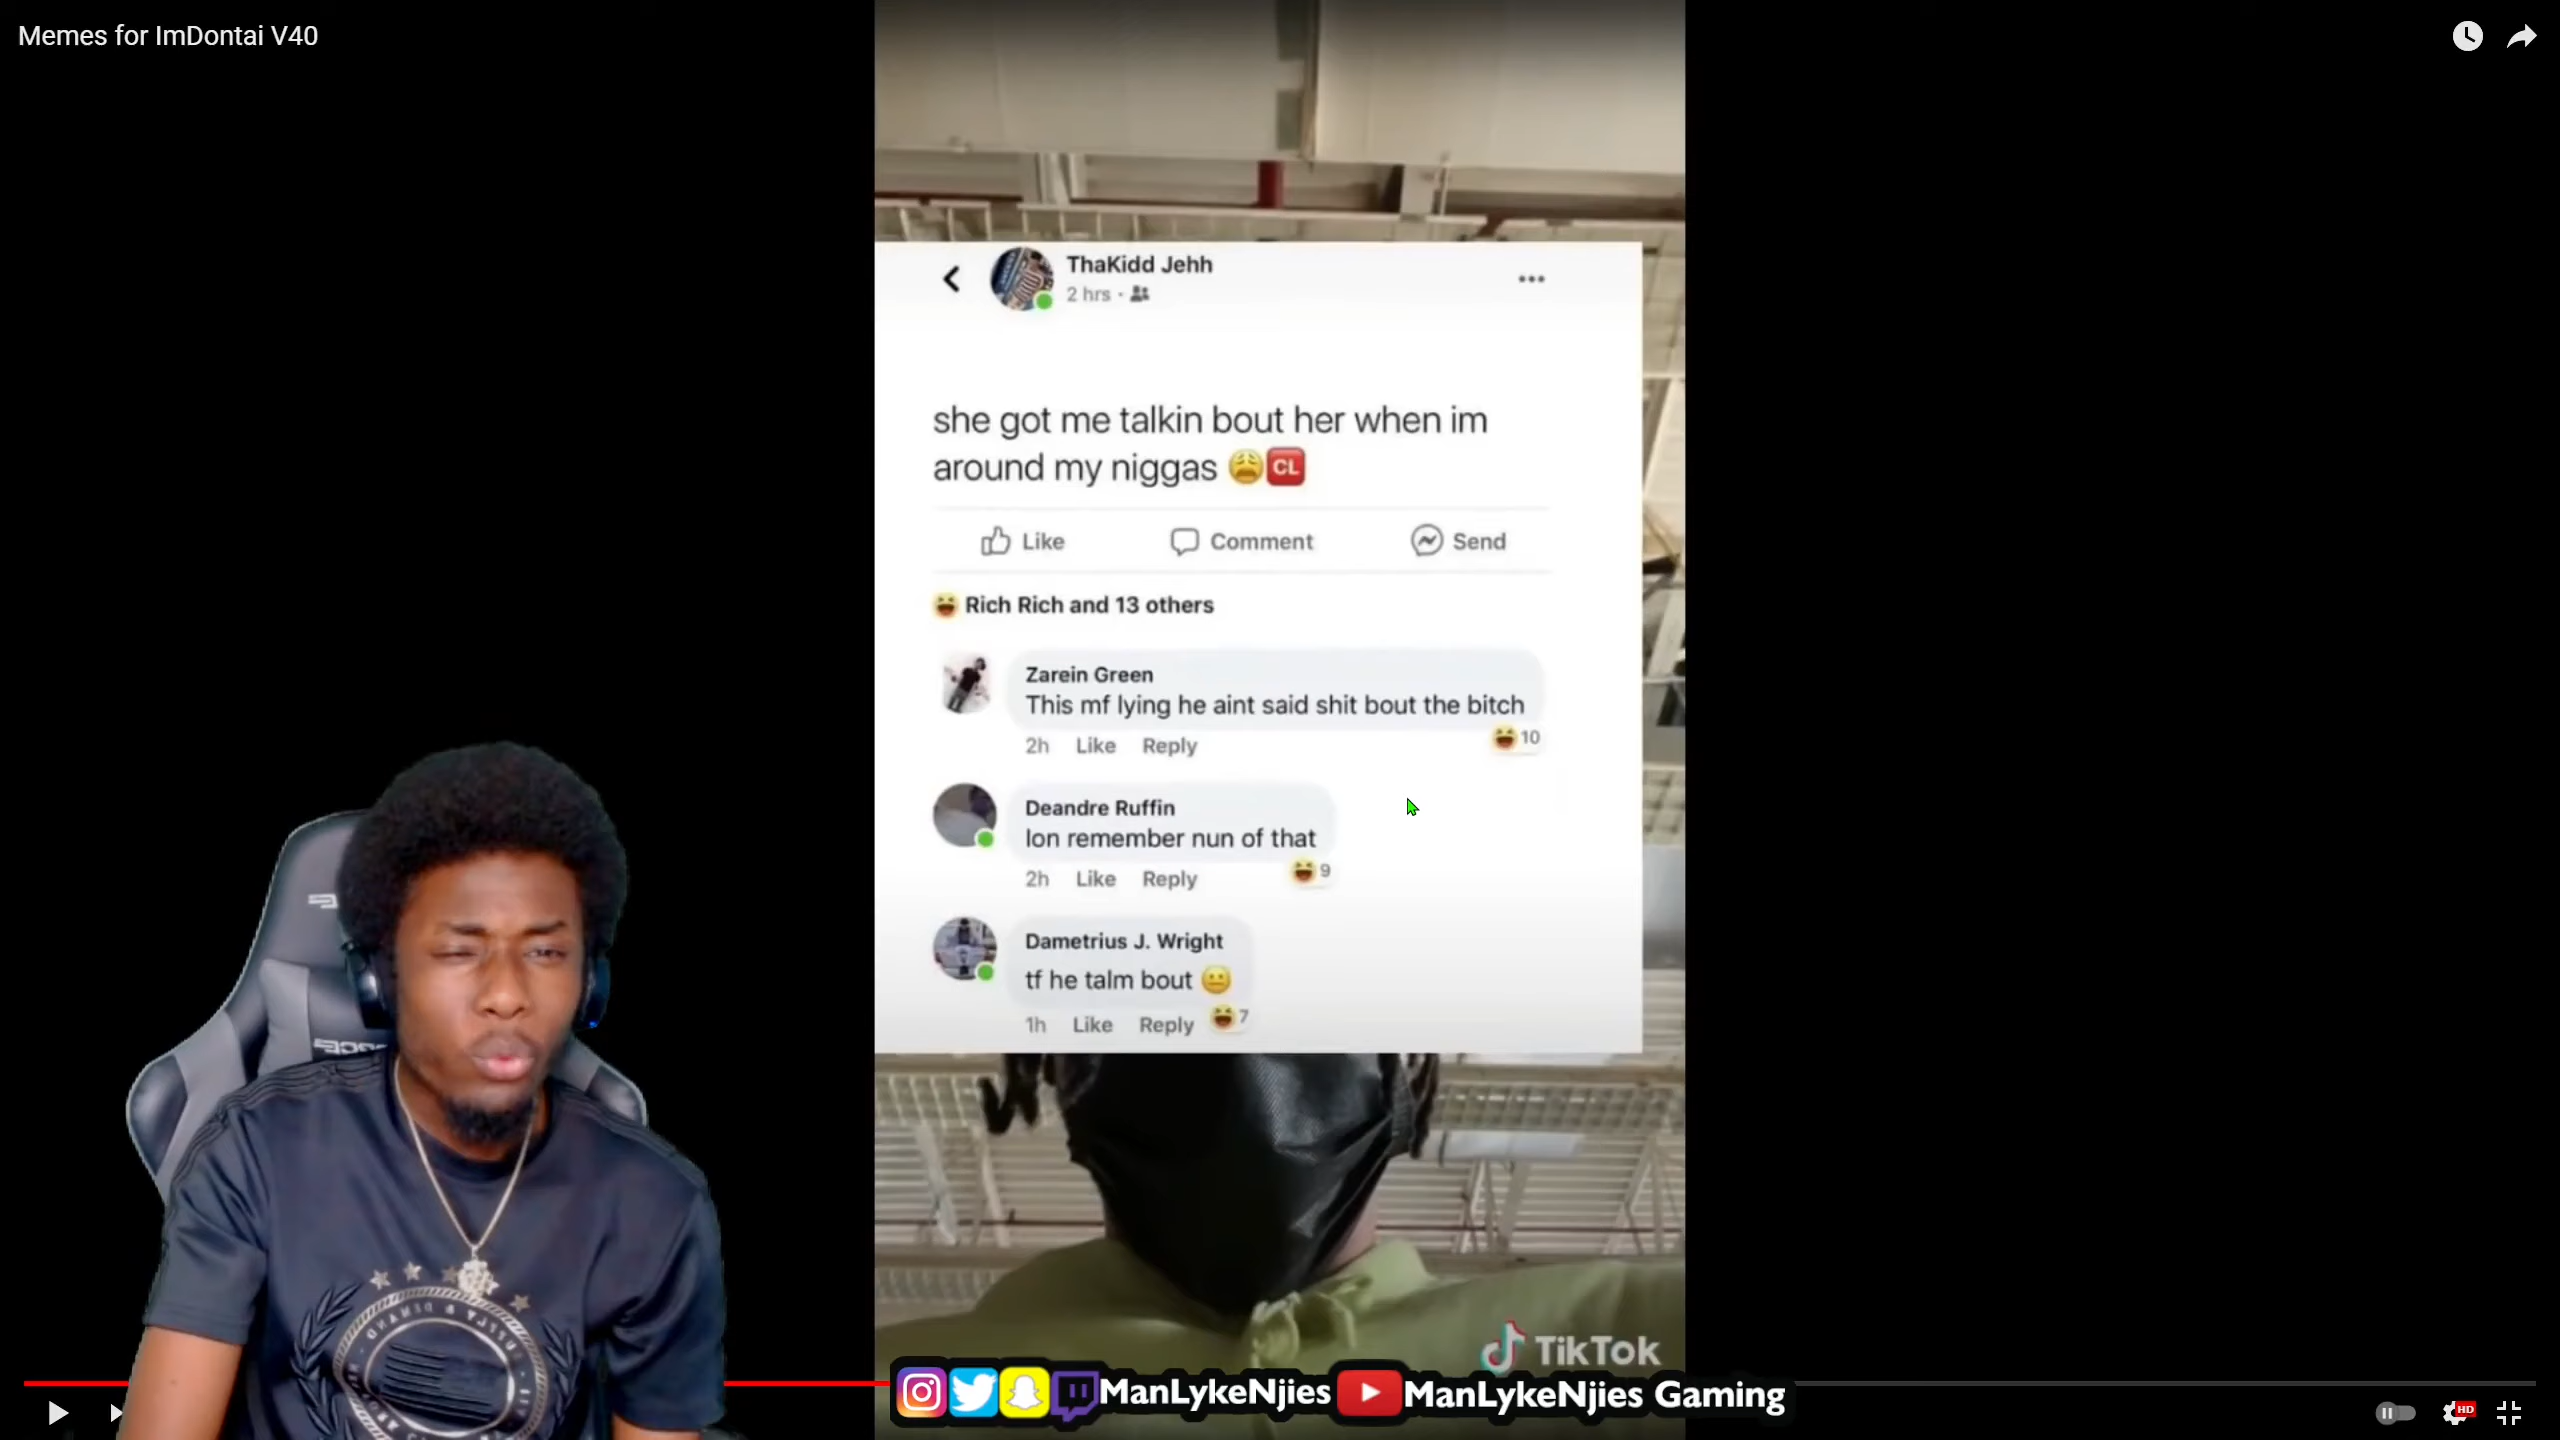 Memes for ImDontai V40
ThaKidd Jehh
2 hrs ·
she got me talkin bout her when im
around my niggas 😩🆑
Like Comment Send
😆 Rich Rich and 13 others
Zarein Green
This mf lying he aint said shit bout the bitch
2h Like Reply 😆 10
Deandre Ruffin
Ion remember nun of that
2h Like Reply 😆 9
Dametrius J. Wright
tf he talm bout 😐
1h Like Reply 😆 7
TikTok
ManLykeNjies ManLykeNjies Gaming
HD